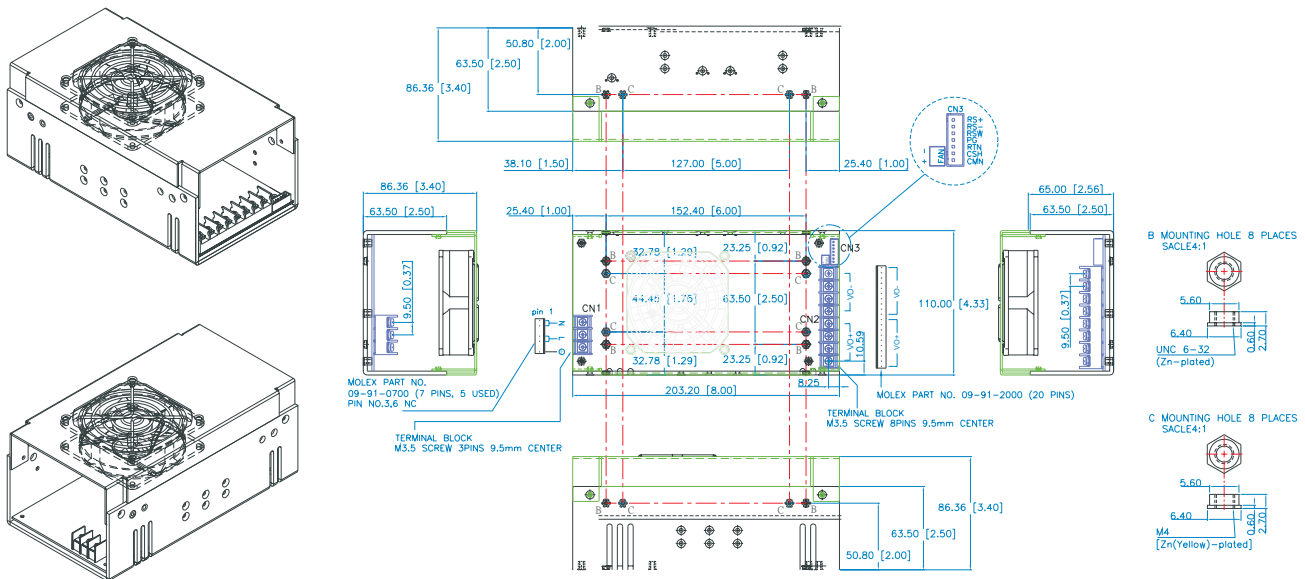 50.80 [2.00]
63.50 [2.50]
86.36 [3.40]
B
C
C
B
38.10 [1.50]
127.00 [5.00]
25.40 [1.00]
CN3
RS+
RS-
RSW
PG
RTN
CSH
CMN
FAN
-
+
86.36 [3.40]
63.50 [2.50]
9.50 [0.37]
25.40 [1.00]
152.40 [6.00]
32.78 [1.29]
23.25 [0.92]
CN3
B
B
C
C
44.45 [1.75]
63.50 [2.50]
CN1
CN2
VO-
VO+
VO-
VO+
C
C
B
B
32.78 [1.29]
23.25 [0.92]
10.59
8.25
110.00 [4.33]
203.20 [8.00]
pin 1
N
L
MOLEX PART NO.
09-91-0700 (7 PINS, 5 USED)
PIN NO.3,6 NC
TERMINAL BLOCK
M3.5 SCREW 3PINS 9.5mm CENTER
MOLEX PART NO. 09-91-2000 (20 PINS)
TERMINAL BLOCK
M3.5 SCREW 8PINS 9.5mm CENTER
65.00 [2.56]
63.50 [2.50]
9.50 [0.37]
B MOUNTING HOLE 8 PLACES
SACLE4:1
5.60
6.40
0.60
2.70
UNC 6-32
(Zn-plated)
C MOUNTING HOLE 8 PLACES
SACLE4:1
5.60
6.40
0.60
2.70
M4
[Zn(Yellow)-plated]
B
C
C
B
86.36 [3.40]
63.50 [2.50]
50.80 [2.00]